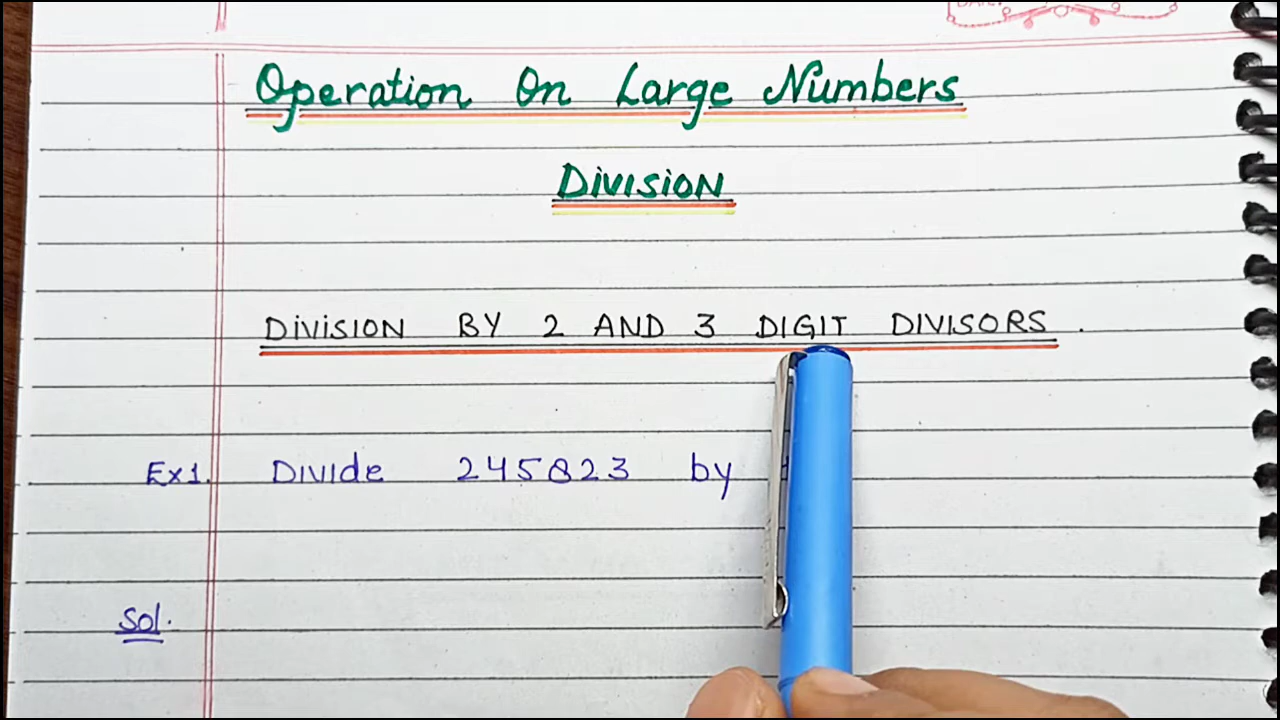 Operation On Large Numbers
DIVISION
DIVISION BY 2 AND 3 DIGIT DIVISORS.
Ex1. Divide 245823 by
Sol.